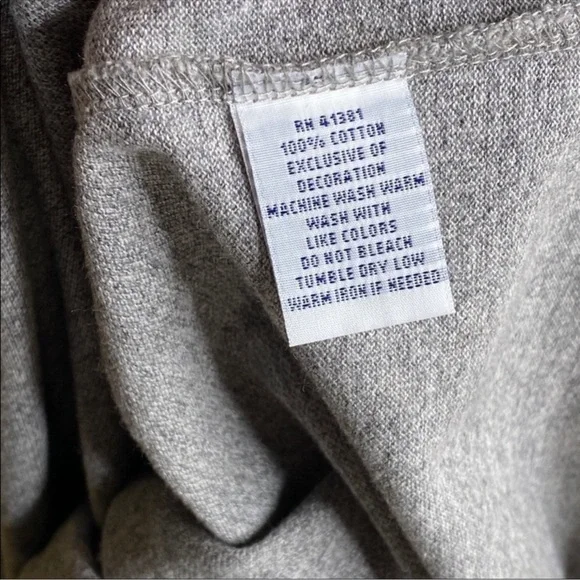 RN 41381
100% COTTON
EXCLUSIVE OF
DECORATION
MACHINE WASH WARM
WASH WITH
LIKE COLORS
DO NOT BLEACH
TUMBLE DRY LOW
WARM IRON IF NEEDED